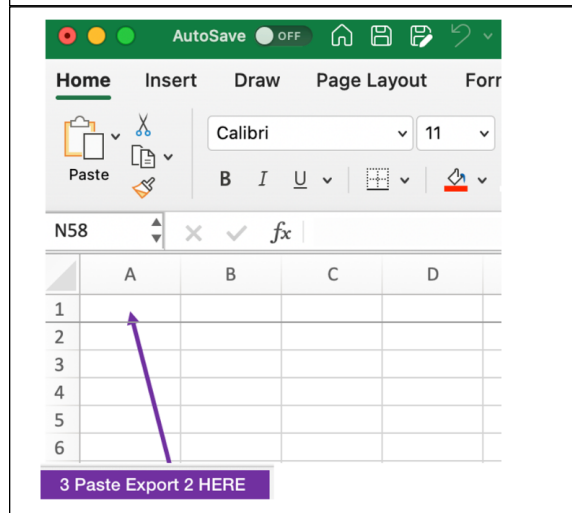 AutoSave OFF
Home Insert Draw Page Layout Forr
Calibri 11
Paste B I U
N58 fx
A B C D
1
2
3
4
5
6
3 Paste Export 2 HERE